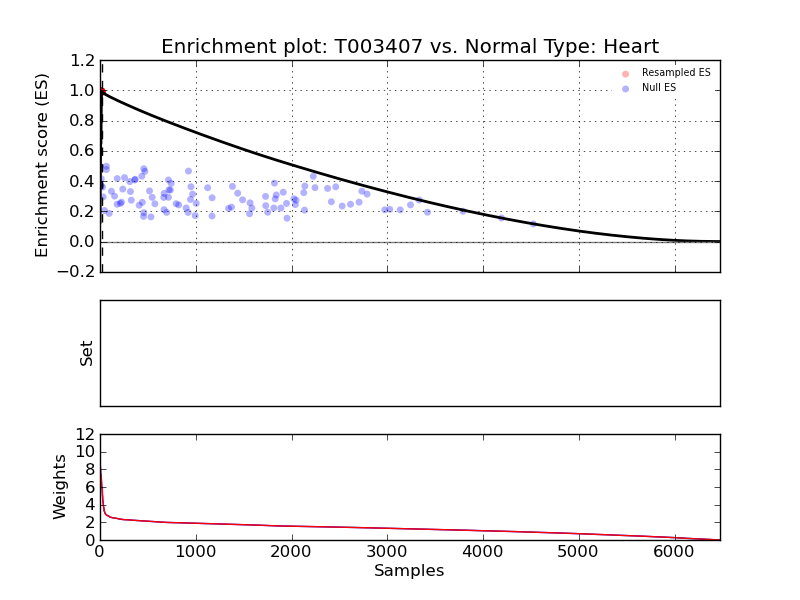 Enrichment plot: T003407 vs. Normal Type: Heart
Enrichment score (ES)
1.2
1.0
0.8
0.6
0.4
0.2
0.0
−0.2
Resampled ES
Null ES
Set
Weights
12
10
8
6
4
2
0
0 1000 2000 3000 4000 5000 6000
Samples